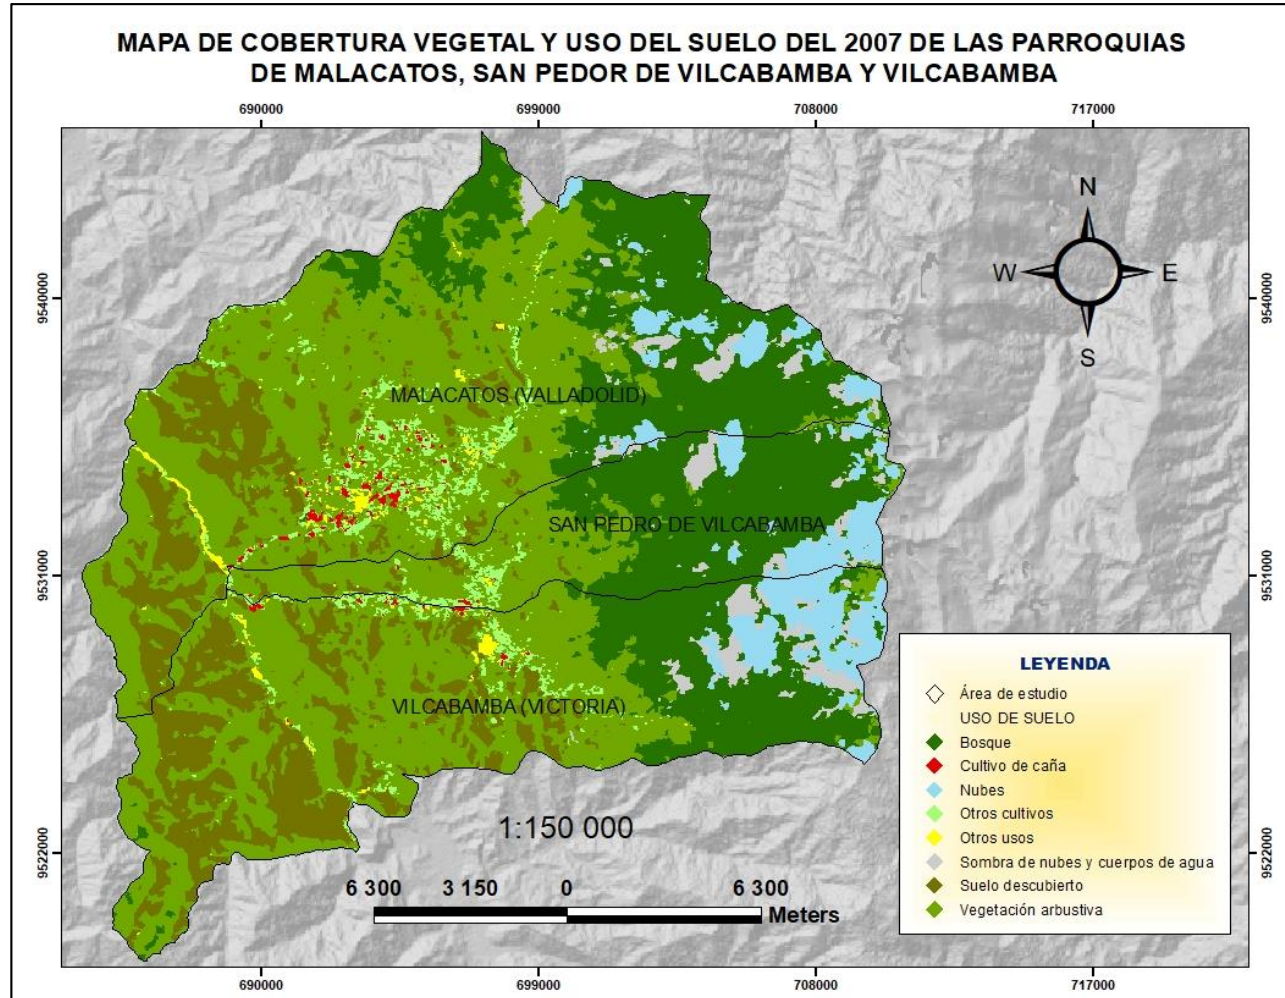 MAPA DE COBERTURA VEGETAL Y USO DEL SUELO DEL 2007 DE LAS PARROQUIAS
DE MALACATOS, SAN PEDOR DE VILCABAMBA Y VILCABAMBA
690000 699000 708000 717000
N
W E
S
9540000 9540000
MALACATOS (VALLADOLID)
SAN PEDRO DE VILCABAMBA
9531000 9531000
VILCABAMBA (VICTORIA)
LEYENDA
Área de estudio
USO DE SUELO
Bosque
Cultivo de caña
Nubes
Otros cultivos
Otros usos
Sombra de nubes y cuerpos de agua
Suelo descubierto
Vegetación arbustiva
1:150 000
9522000 9522000
6 300 3 150 0 6 300
Meters
690000 699000 708000 717000